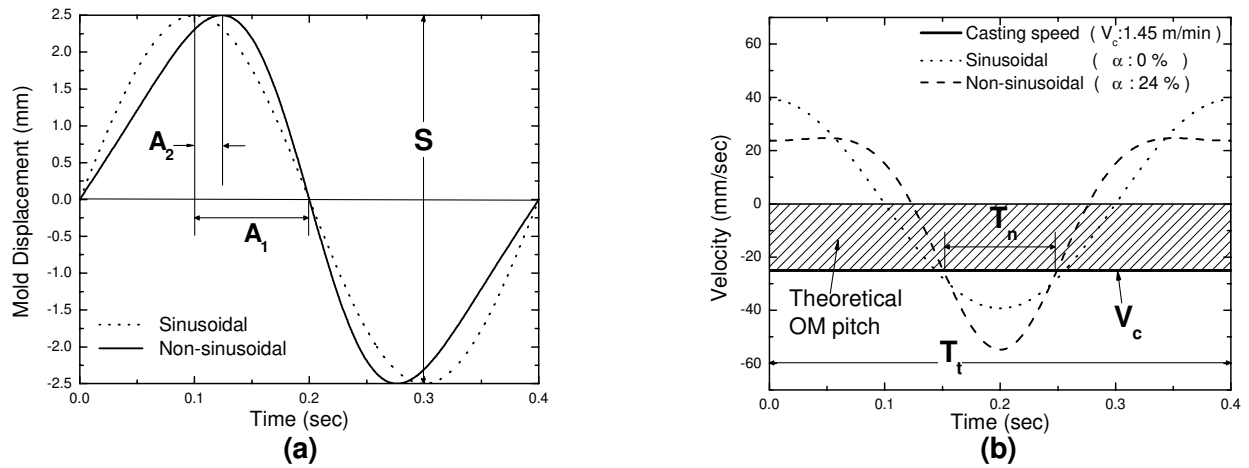 2.5
2.0
1.5
1.0
0.5
0.0
-0.5
-1.0
-1.5
-2.0
-2.5
Mold Displacement (mm)
A2
S
A1
Sinusoidal
Non-sinusoidal
0.0 0.1 0.2 0.3 0.4
Time (sec)
(a)
60
40
20
0
-20
-40
-60
Velocity (mm/sec)
Casting speed ( Vc:1.45 m/min )
Sinusoidal ( α : 0 % )
Non-sinusoidal ( α : 24 % )
Tn
Theoretical
OM pitch
Vc
Tt
0.0 0.1 0.2 0.3 0.4
Time (sec)
(b)